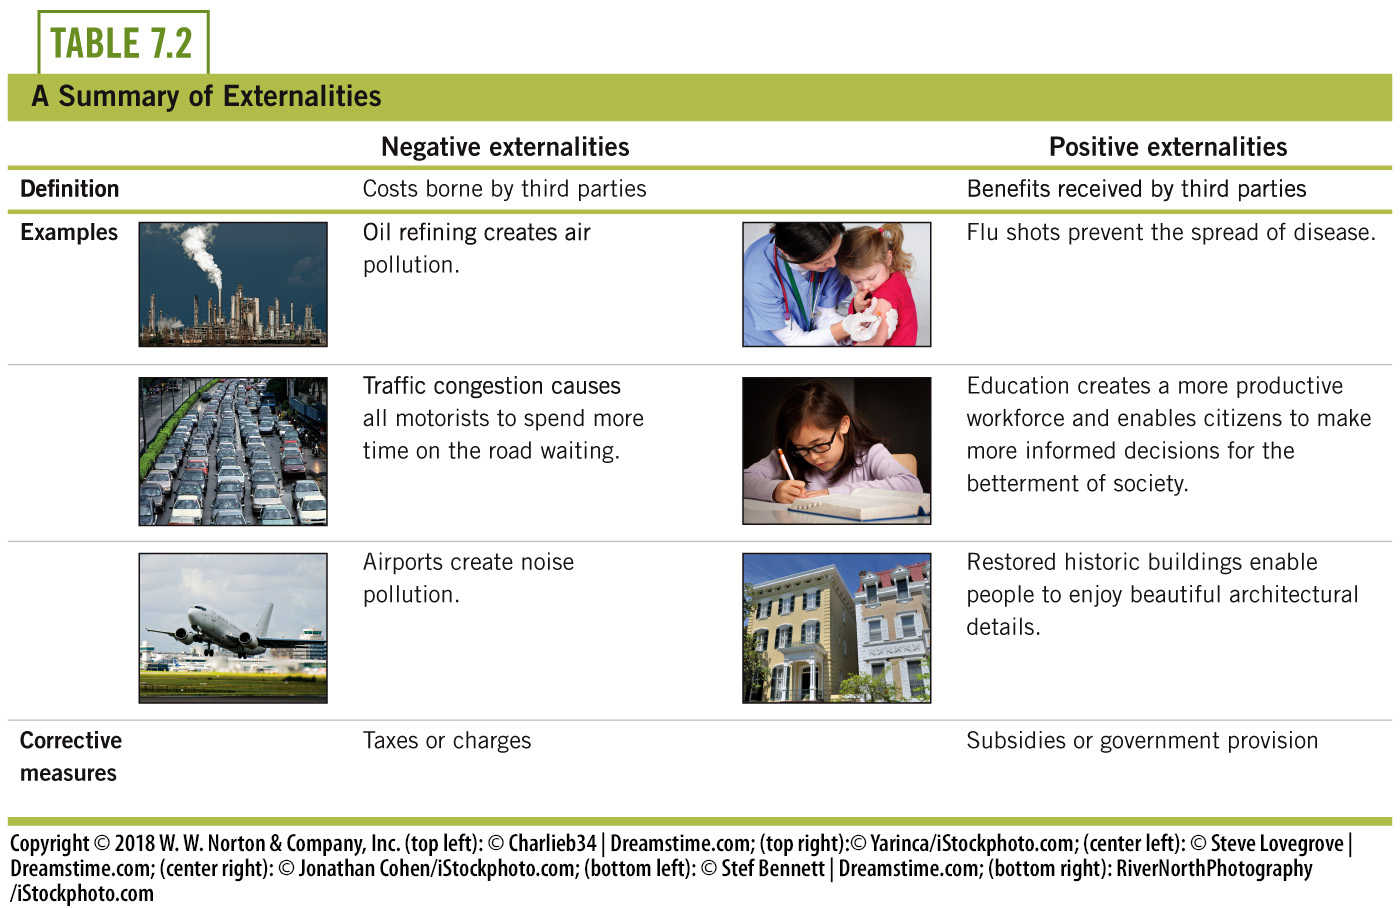 TABLE 7.2
A Summary of Externalities
Negative externalities
Positive externalities
Definition
Costs borne by third parties
Benefits received by third parties
Examples
Oil refining creates air
pollution.
Flu shots prevent the spread of disease.
Traffic congestion causes
all motorists to spend more
time on the road waiting.
Education creates a more productive
workforce and enables citizens to make
more informed decisions for the
betterment of society.
Airports create noise
pollution.
Restored historic buildings enable
people to enjoy beautiful architectural
details.
Corrective
measures
Taxes or charges
Subsidies or government provision
Copyright © 2018 W. W. Norton & Company, Inc. (top left): © Charlieb34 | Dreamstime.com; (top right):© Yarinca/iStockphoto.com; (center left): © Steve Lovegrove |
Dreamstime.com; (center right): © Jonathan Cohen/iStockphoto.com; (bottom left): © Stef Bennett | Dreamstime.com; (bottom right): RiverNorthPhotography
/iStockphoto.com